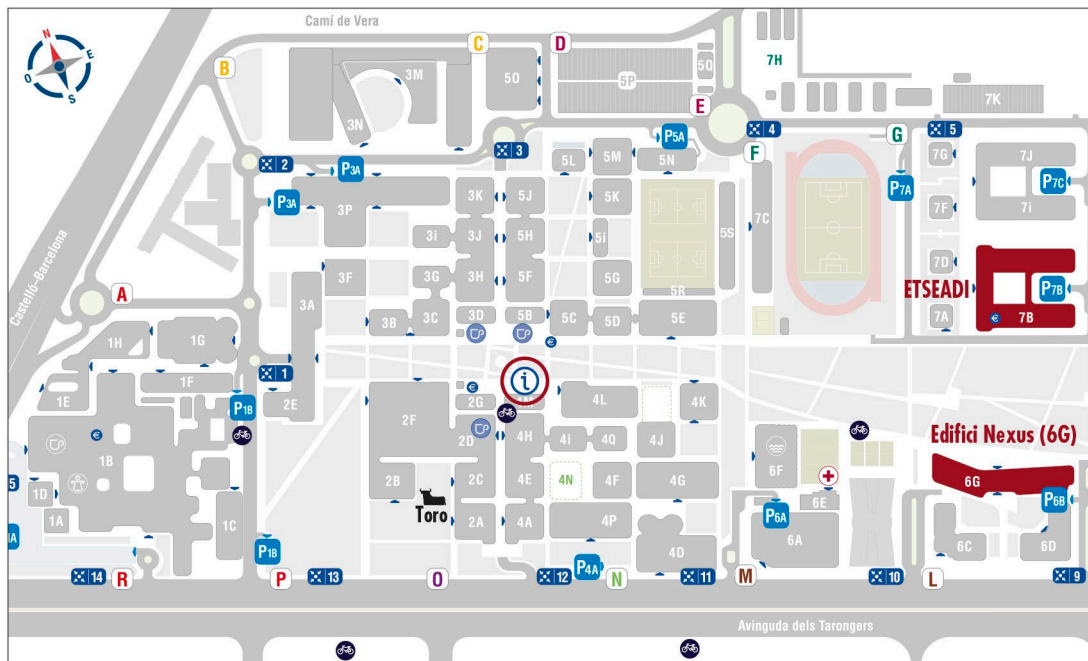 Camí de Vera
N
E
S
O
B
C
D
7H
3M
5O
5P
5Q
7K
3N
E
2
3
P5A
4
G
5
F
P3A
5L
5M
5N
7G
7J
P3A
3K
5J
5K
P7A
P7C
3P
7C
7F
7i
3i
3J
5H
5i
5S
Castelló–Barcelona
3F
3G
3H
5F
5G
7D
ETSEADI
P7B
A
3A
5R
3B
3C
3D
5B
5C
5D
5E
7A
€
7B
1H
1G
€
1
i
1F
€
1E
P1B
2E
2F
2G
4L
4K
€
2D
4H
4i
4Q
4J
Edifici Nexus (6G)
1B
6F
2B
2C
4E
4N
4F
4G
6G
5
1D
Toro
6E
P6B
1A
1C
2A
4A
4P
P6A
P1B
4D
6A
6C
6D
P4A
14
R
P
13
O
12
N
11
M
10
L
9
Avinguda dels Tarongers